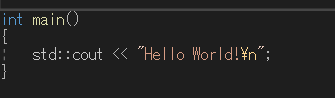 int main()
{
    std::cout << "Hello World!¥n";
}